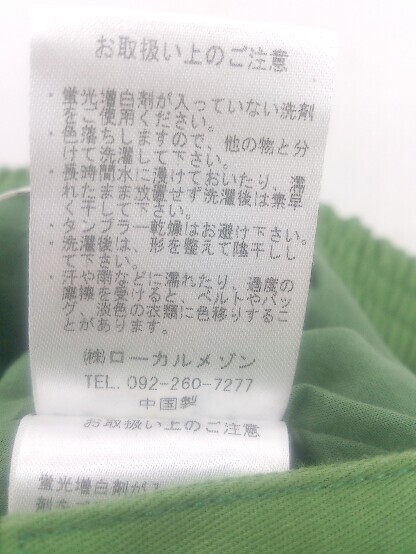 お取扱い上のご注意
・蛍光増白剤が入っていない洗剤
をご使用ください。
・色落ちしますので、他の物と分
けて洗濯して下さい。
・長時間水に漬けておいたり、濡
れたまま放置せず洗濯後は素早
く干して下さい。
・タンブラー乾燥はお避け下さい。
・洗濯後は、形を整えて陰干しし
て下さい。
・汗や雨などに濡れたり、過度の
摩擦を受けると、ベルトやバッ
グ、淡色の衣類に色移りするこ
とがあります。
㈱ローカルメゾン
TEL. 092-260-7277
中国製
お取扱い上のご注意
蛍光増白剤が入
剤を